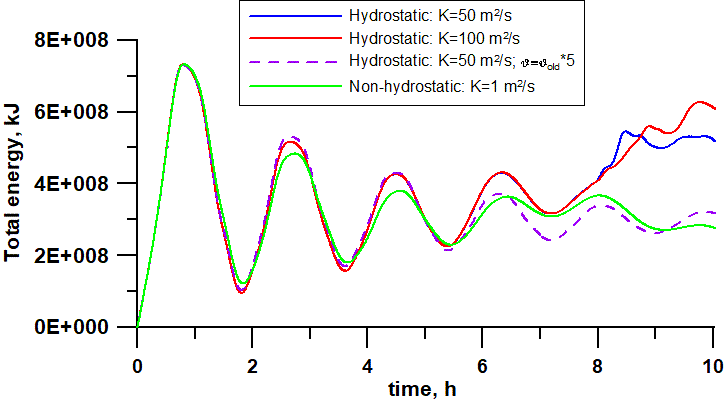 Hydrostatic: K=50 m²/s
Hydrostatic: K=100 m²/s
Hydrostatic: K=50 m²/s; ϑ=ϑold*5
Non-hydrostatic: K=1 m²/s
8E+008
6E+008
4E+008
2E+008
0E+000
Total energy, kJ
0 2 4 6 8 10
time, h